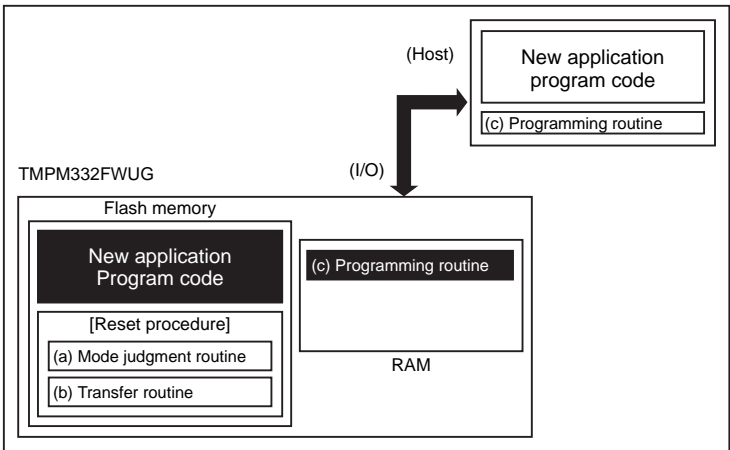 (Host)
New application
program code
(c) Programming routine
(I/O)
TMPM332FWUG
Flash memory
New application
Program code
[Reset procedure]
(a) Mode judgment routine
(b) Transfer routine
(c) Programming routine
RAM